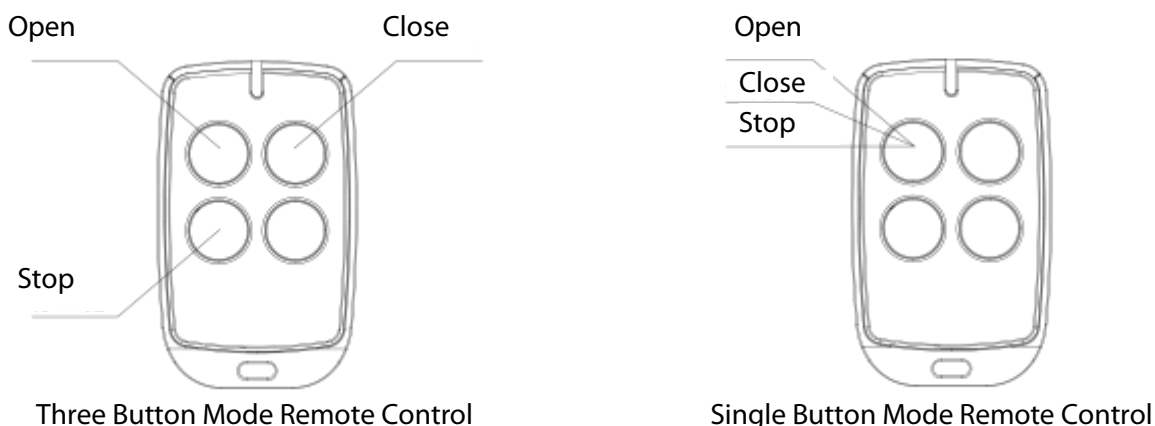 Open
Close
Stop
Three Button Mode Remote Control
Open
Close
Stop
Single Button Mode Remote Control